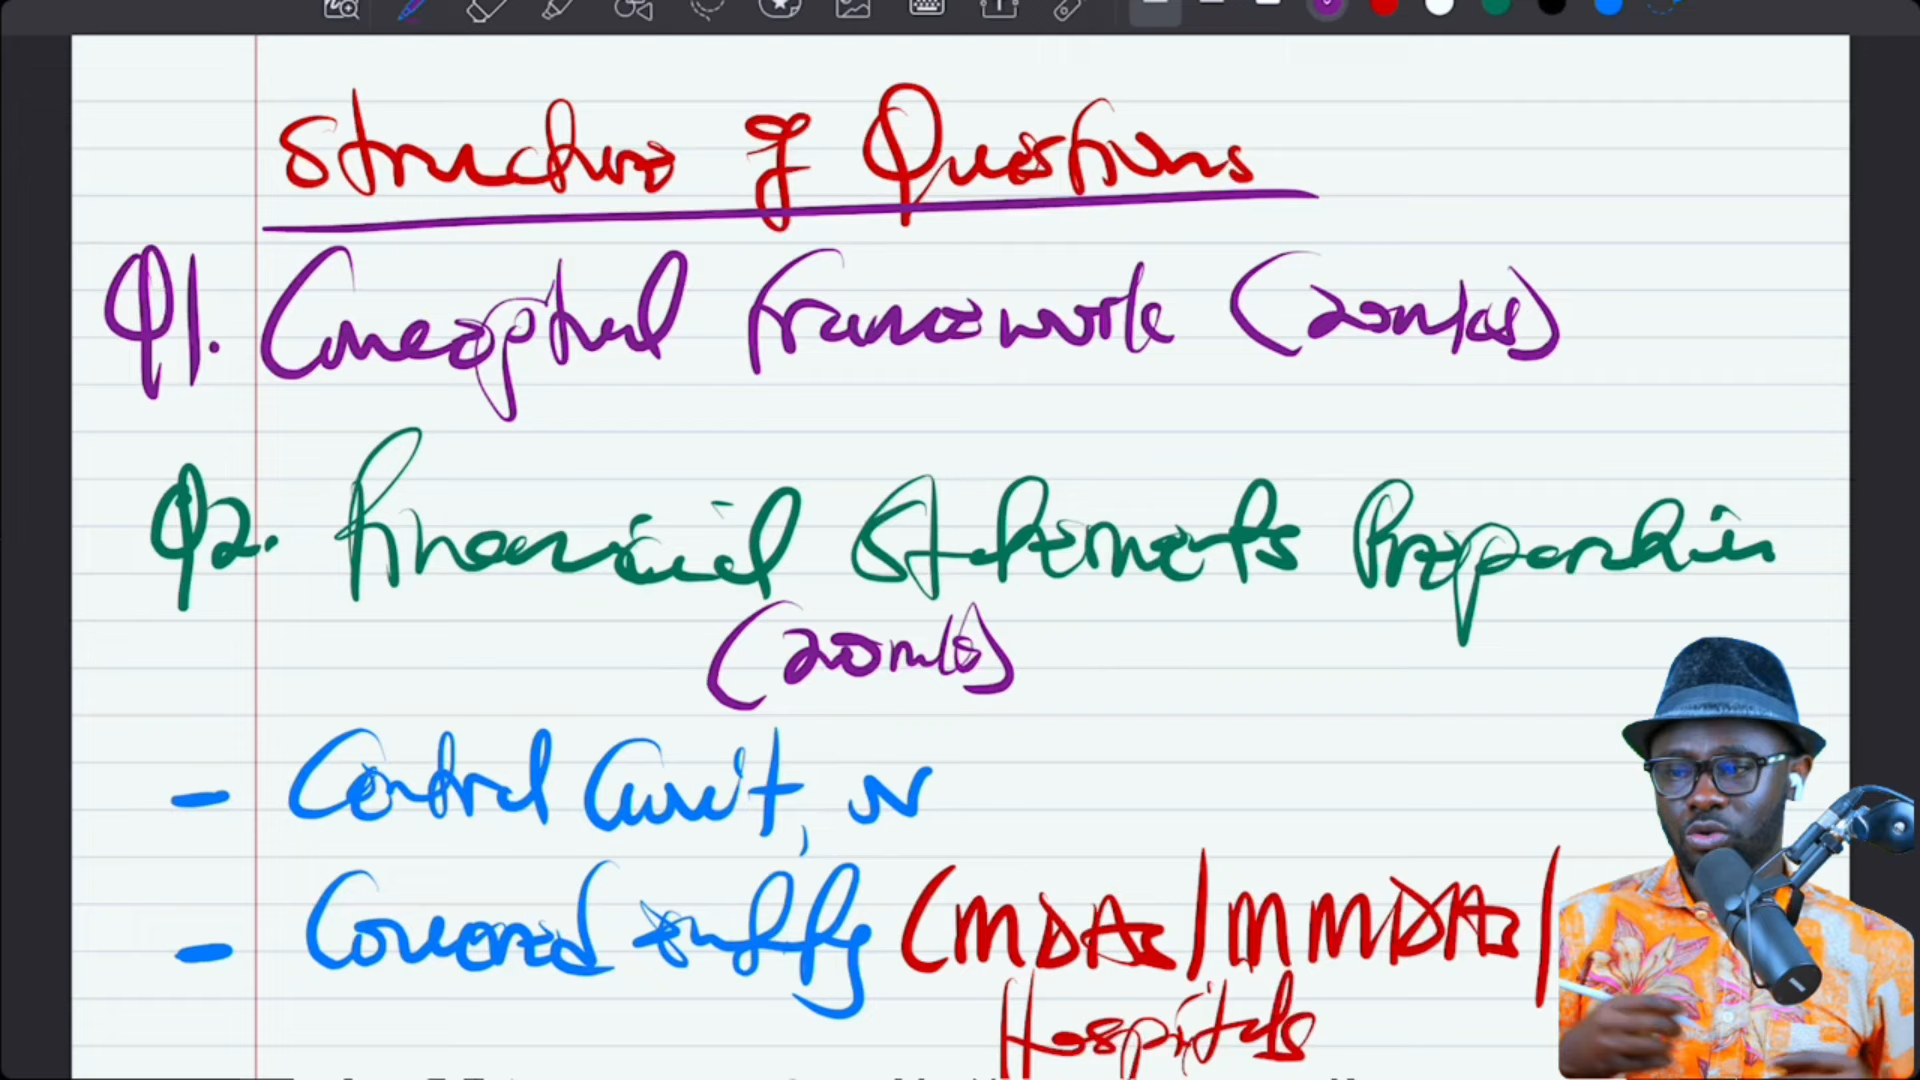 Structure of Questions
Q1. Conceptual framework (20mks)
Q2. Financial Statements Preparation
(20mks)
- Central Govt, or
- Covered entity (MDAs/MMDAs/
Hospitals